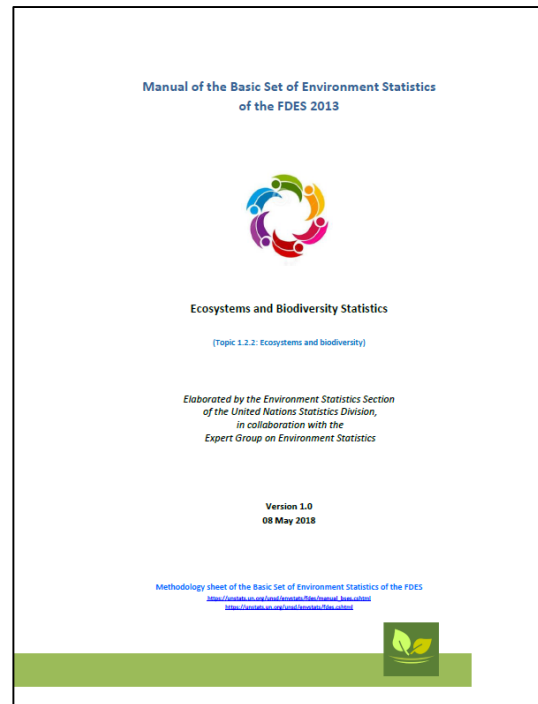 Manual of the Basic Set of Environment Statistics
of the FDES 2013
Ecosystems and Biodiversity Statistics
(Topic 1.2.2: Ecosystems and biodiversity)
Elaborated by the Environment Statistics Section
of the United Nations Statistics Division,
in collaboration with the
Expert Group on Environment Statistics
Version 1.0
08 May 2018
Methodology sheet of the Basic Set of Environment Statistics of the FDES
https://unstats.un.org/unsd/envstats/fdes/manual_bses.cshtml
https://unstats.un.org/unsd/envstats/fdes.cshtml